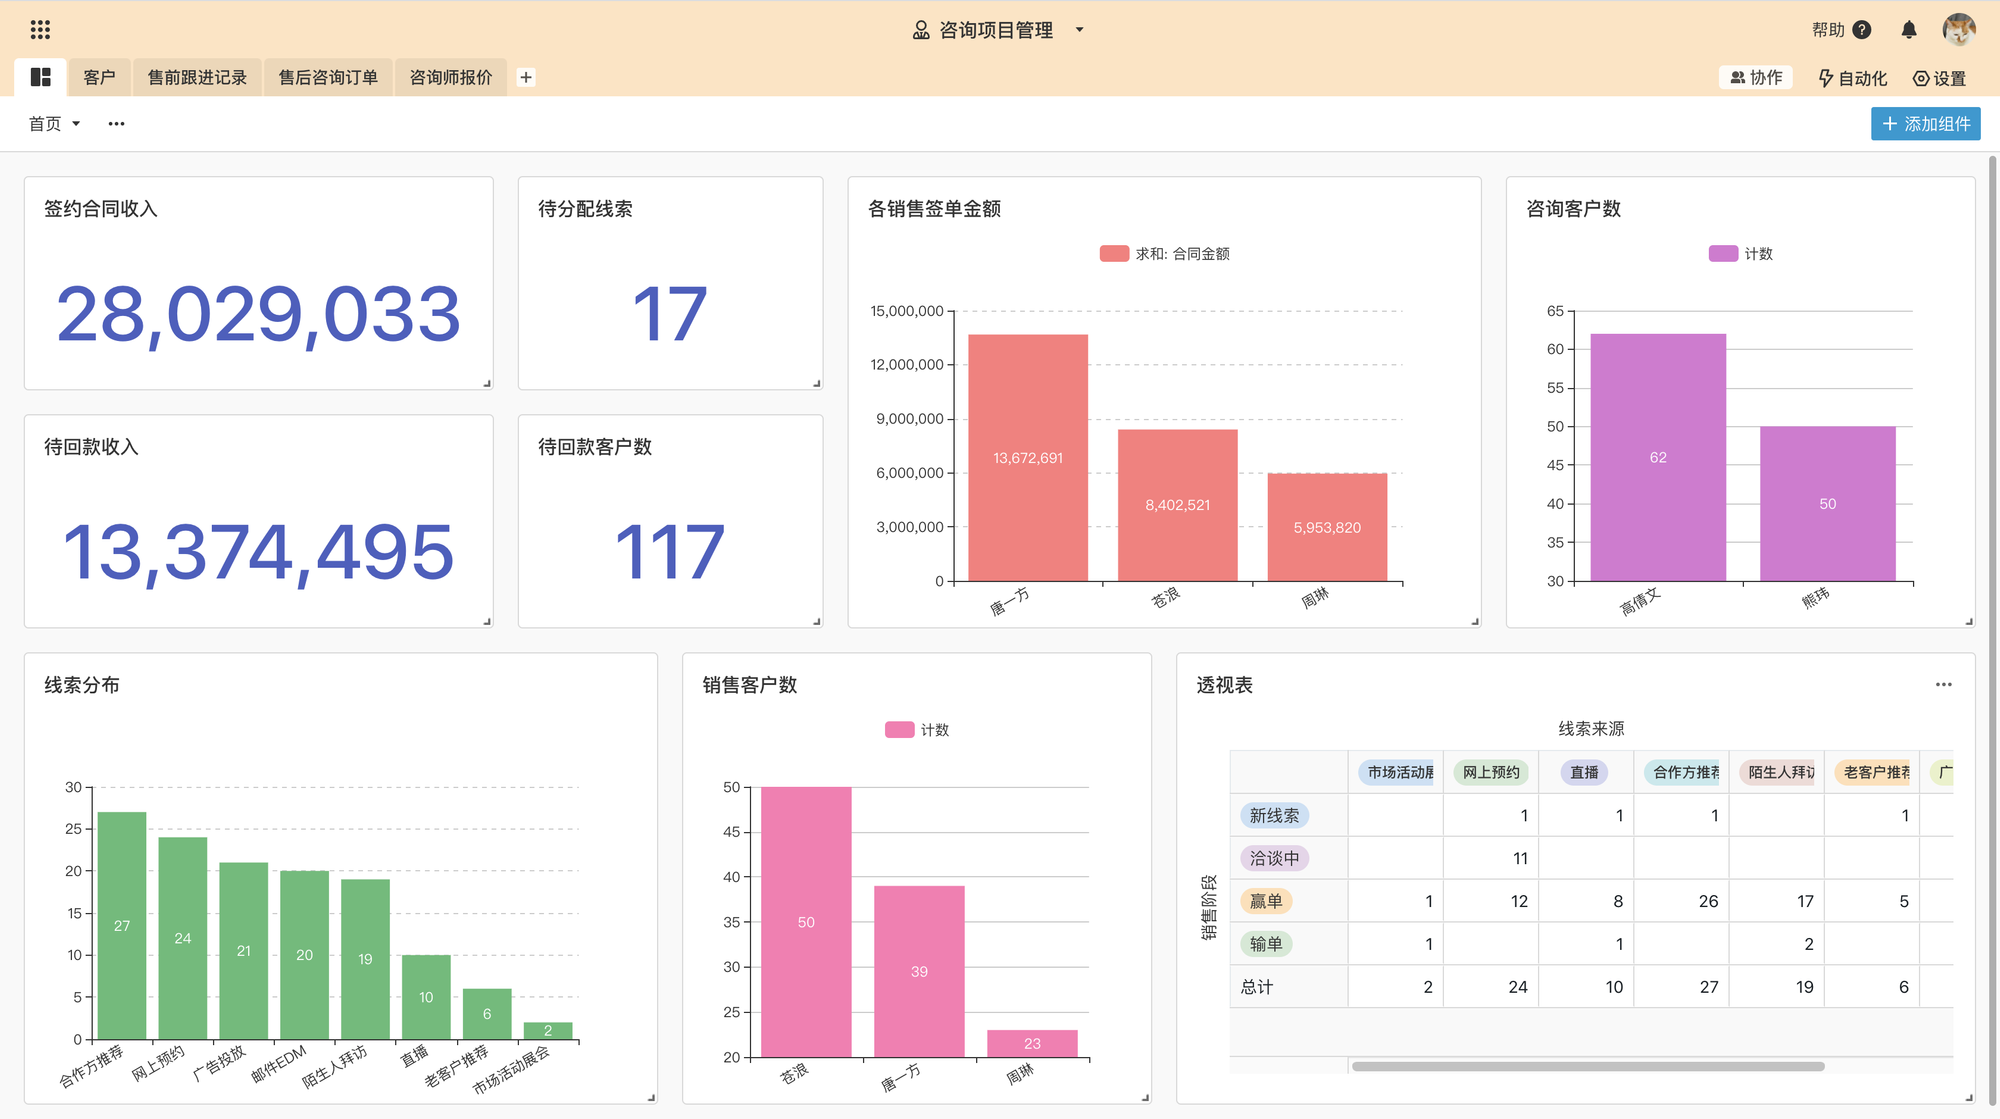 咨询项目管理
帮助
客户
售前跟进记录
售后咨询订单
咨询师报价
协作
自动化
设置
首页
添加组件
签约合同收入
28,029,033
待分配线索
17
待回款收入
13,374,495
待回款客户数
117
各销售签单金额
求和: 合同金额
15,000,000
12,000,000
9,000,000
6,000,000
3,000,000
0
13,672,691
8,402,521
5,953,820
唐一方
苍浪
周琳
咨询客户数
计数
65
60
55
50
45
40
35
30
62
50
高倩文
熊玮
线索分布
30
25
20
15
10
5
0
27
24
21
20
19
10
6
2
合作方推荐
网上预约
广告投放
邮件EDM
陌生人拜访
直播
老客户推荐
市场活动展会
销售客户数
计数
50
45
40
35
30
25
20
50
39
23
苍浪
唐一方
周琳
透视表
线索来源
销售阶段
市场活动展 网上预约 直播 合作方推荐 陌生人拜访 老客户推荐 广
新线索 1 1 1 1
洽谈中 11
赢单 1 12 8 26 17 5
输单 1 1 2
总计 2 24 10 27 19 6